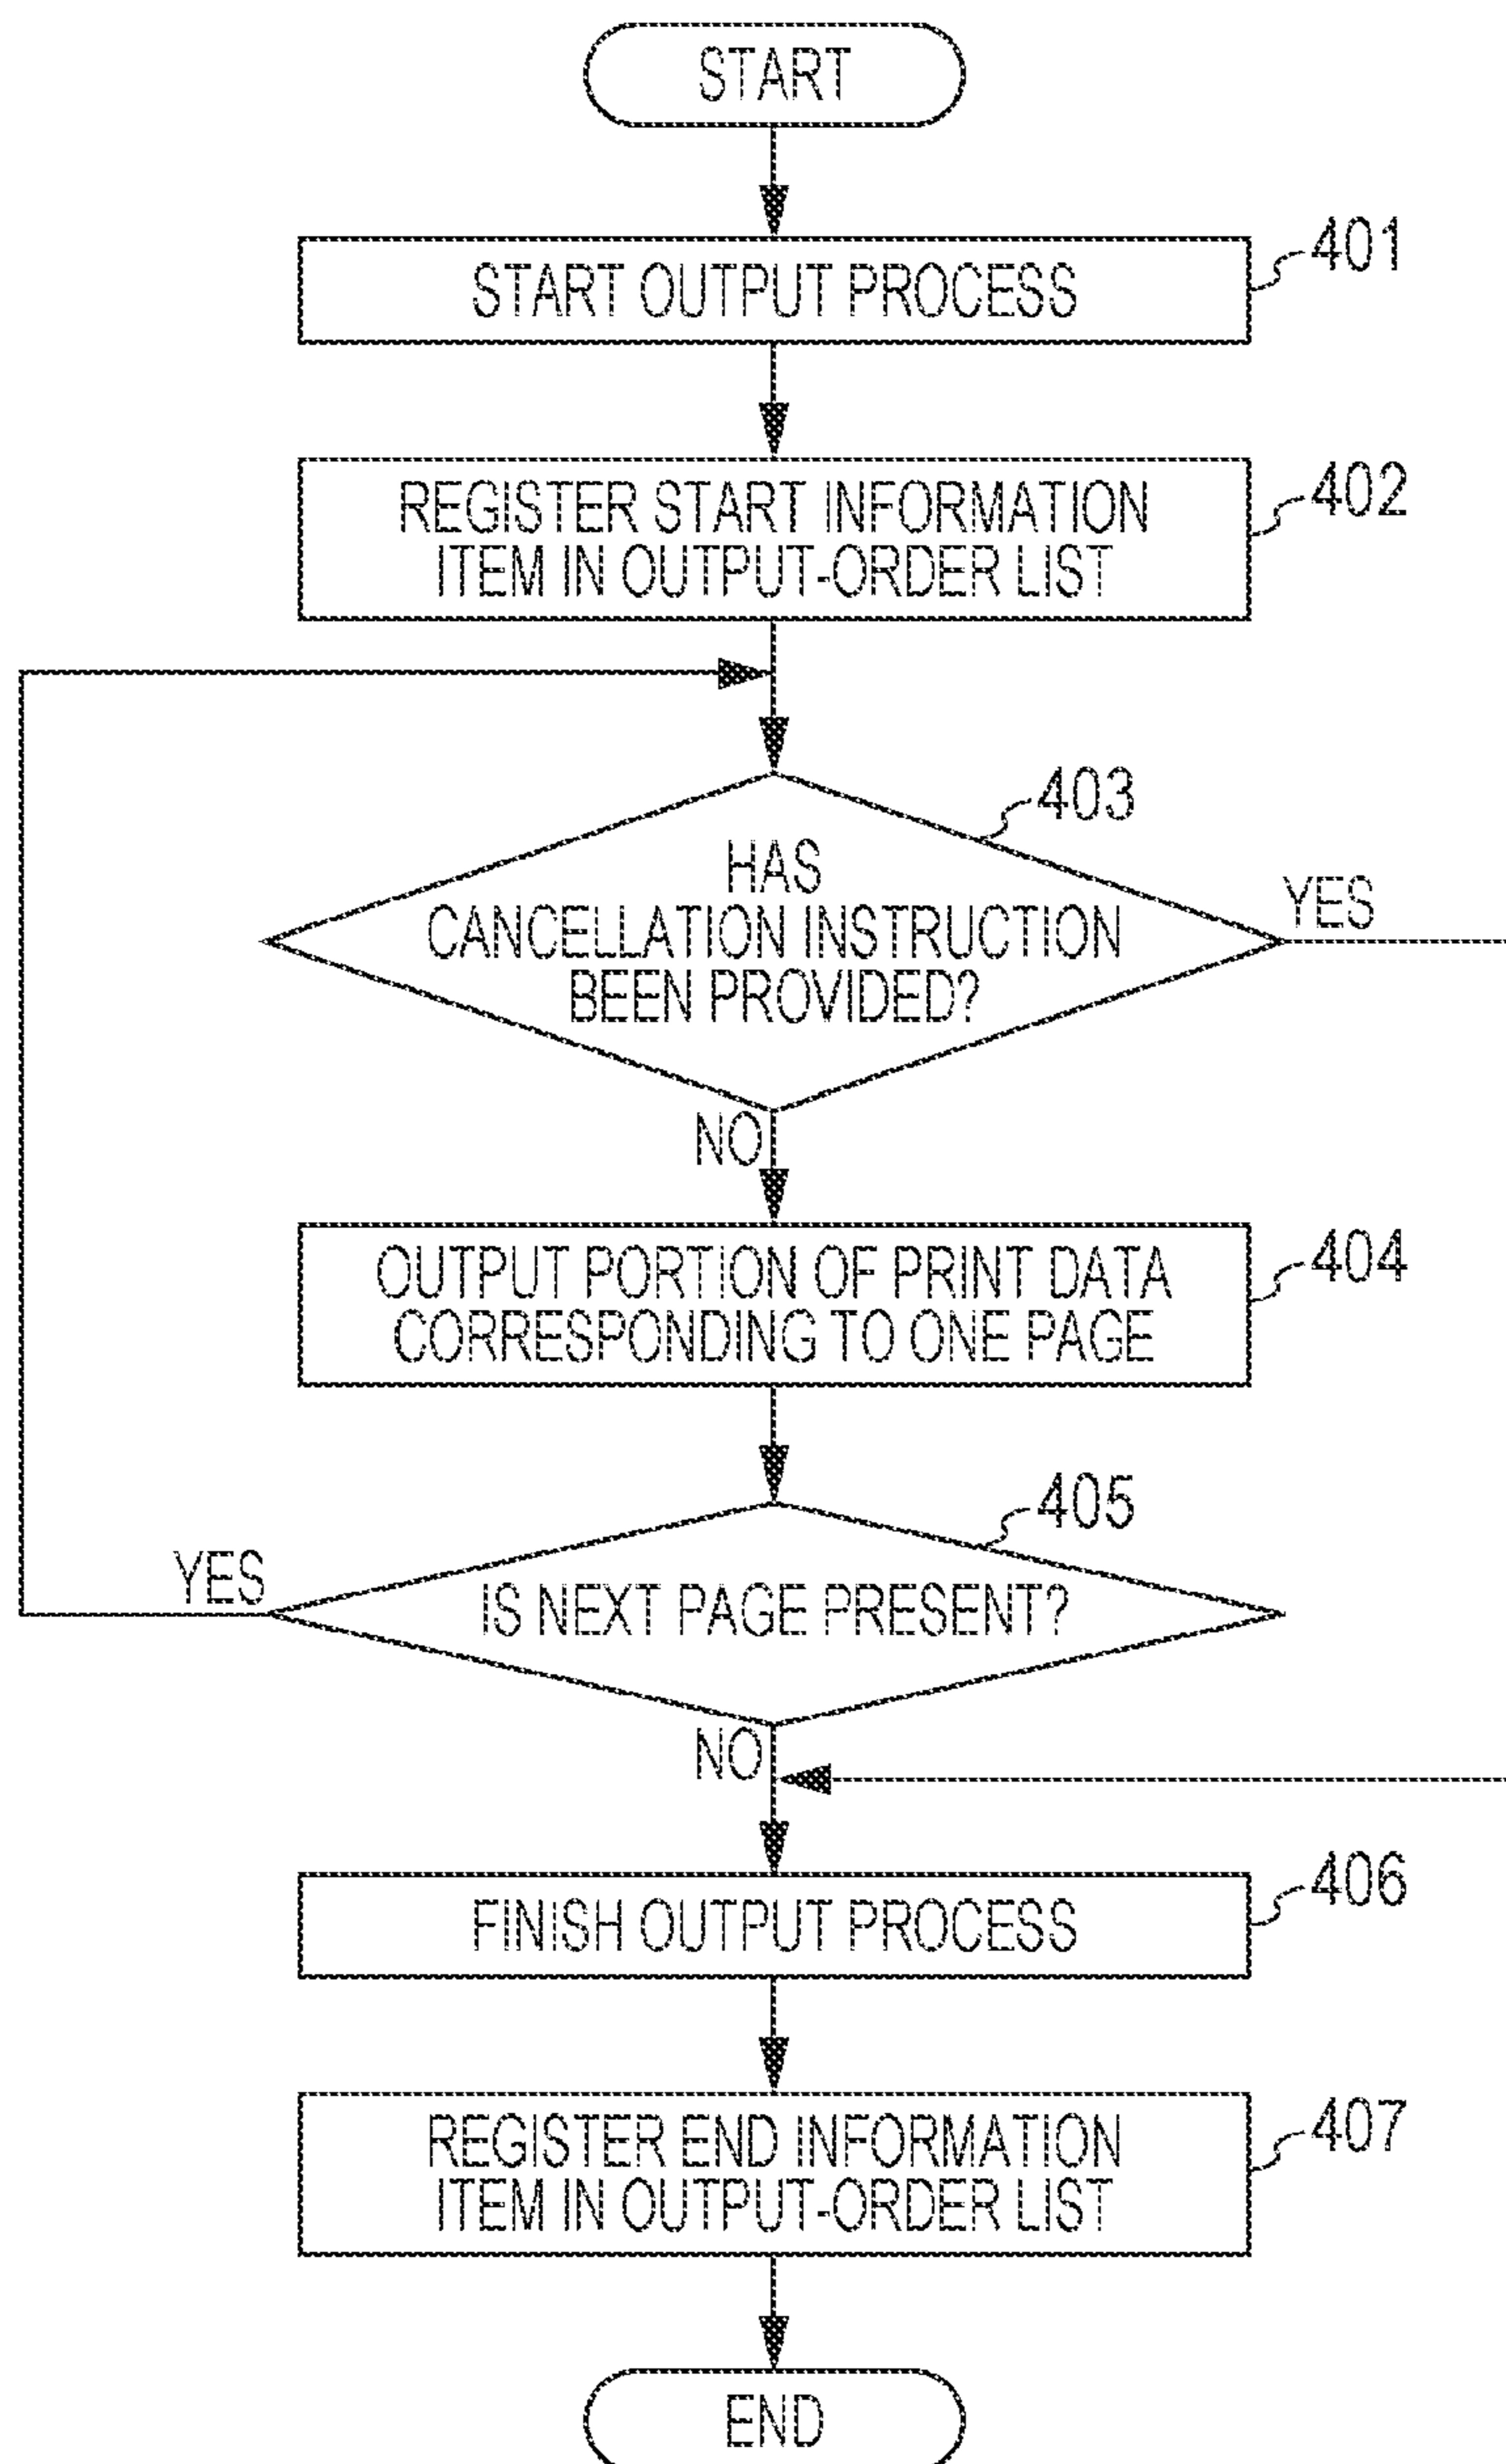 START
START OUTPUT PROCESS
401
REGISTER START INFORMATION
ITEM IN OUTPUT-ORDER LIST
402
403
HAS
CANCELLATION INSTRUCTION
BEEN PROVIDED?
YES
NO
OUTPUT PORTION OF PRINT DATA
CORRESPONDING TO ONE PAGE
404
405
IS NEXT PAGE PRESENT?
YES
NO
FINISH OUTPUT PROCESS
406
REGISTER END INFORMATION
ITEM IN OUTPUT-ORDER LIST
407
END